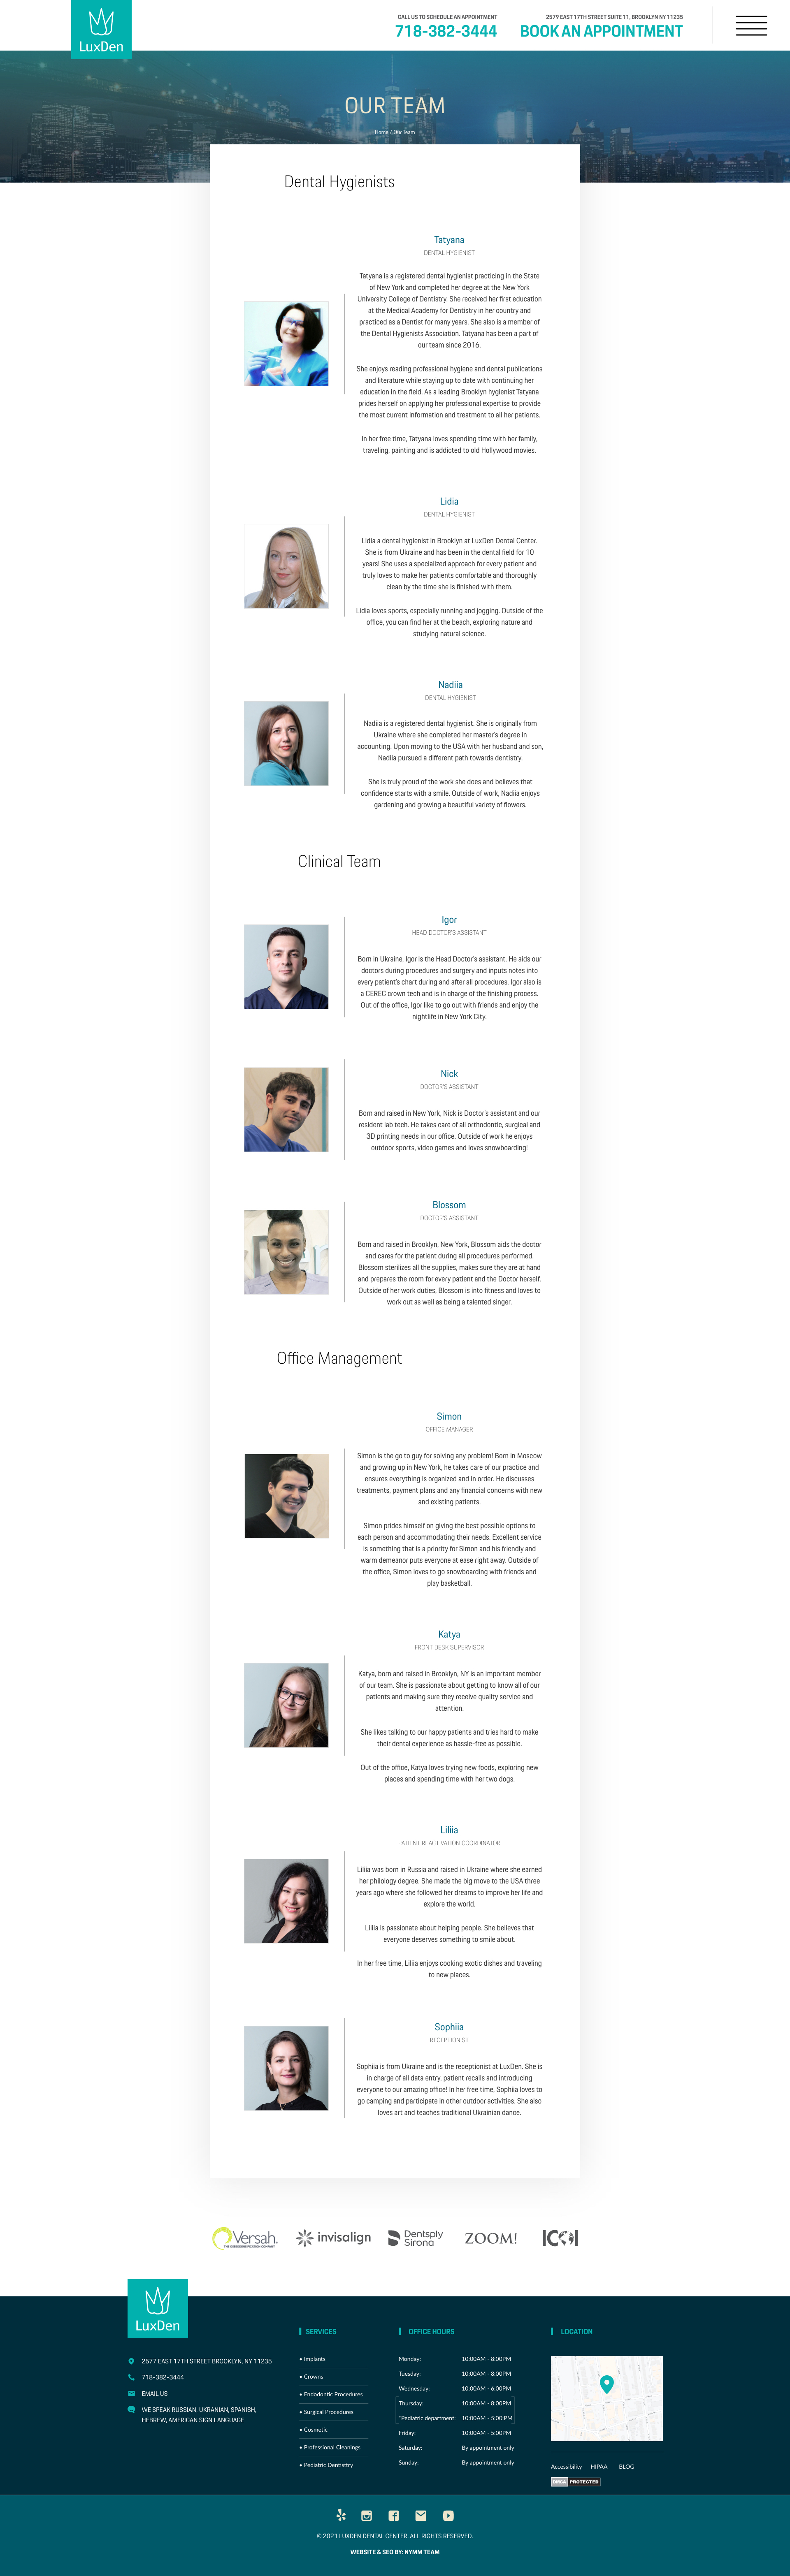 LuxDen
CALL US TO SCHEDULE AN APPOINTMENT
718-382-3444
2579 EAST 17TH STREET SUITE 11, BROOKLYN NY 11235
BOOK AN APPOINTMENT
OUR TEAM
Home / Our Team
Dental Hygienists
Tatyana
DENTAL HYGIENIST
Tatyana is a registered dental hygienist practicing in the State
of New York and completed her degree at the New York
University College of Dentistry. She received her first education
at the Medical Academy for Dentistry in her country and
practiced as a Dentist for many years. She also is a member of
the Dental Hygienists Association. Tatyana has been a part of
our team since 2016.
She enjoys reading professional hygiene and dental publications
and literature while staying up to date with continuing her
education in the field. As a leading Brooklyn hygienist Tatyana
prides herself on applying her professional expertise to provide
the most current information and treatment to all her patients.
In her free time, Tatyana loves spending time with her family,
traveling, painting and is addicted to old Hollywood movies.
Lidia
DENTAL HYGIENIST
Lidia a dental hygienist in Brooklyn at LuxDen Dental Center.
She is from Ukraine and has been in the dental field for 10
years! She uses a specialized approach for every patient and
truly loves to make her patients comfortable and thoroughly
clean by the time she is finished with them.
Lidia loves sports, especially running and jogging. Outside of the
office, you can find her at the beach, exploring nature and
studying natural science.
Nadiia
DENTAL HYGIENIST
Nadiia is a registered dental hygienist. She is originally from
Ukraine where she completed her master's degree in
accounting. Upon moving to the USA with her husband and son,
Nadiia pursued a different path towards dentistry.
She is truly proud of the work she does and believes that
confidence starts with a smile. Outside of work, Nadiia enjoys
gardening and growing a beautiful variety of flowers.
Clinical Team
Igor
HEAD DOCTOR'S ASSISTANT
Born in Ukraine, Igor is the Head Doctor's assistant. He aids our
doctors during procedures and surgery and inputs notes into
every patient's chart during and after all procedures. Igor also is
a CEREC crown tech and is in charge of the finishing process.
Out of the office, Igor like to go out with friends and enjoy the
nightlife in New York City.
Nick
DOCTOR'S ASSISTANT
Born and raised in New York, Nick is Doctor's assistant and our
resident lab tech. He takes care of all orthodontic, surgical and
3D printing needs in our office. Outside of work he enjoys
outdoor sports, video games and loves snowboarding!
Blossom
DOCTOR'S ASSISTANT
Born and raised in Brooklyn, New York, Blossom aids the doctor
and cares for the patient during all procedures performed.
Blossom sterilizes all the supplies, makes sure they are at hand
and prepares the room for every patient and the Doctor herself.
Outside of her work duties, Blossom is into fitness and loves to
work out as well as being a talented singer.
Office Management
Simon
OFFICE MANAGER
Simon is the go to guy for solving any problem! Born in Moscow
and growing up in New York, he takes care of our practice and
ensures everything is organized and in order. He discusses
treatments, payment plans and any financial concerns with new
and existing patients.
Simon prides himself on giving the best possible options to
each person and accommodating their needs. Excellent service
is something that is a priority for Simon and his friendly and
warm demeanor puts everyone at ease right away. Outside of
the office, Simon loves to go snowboarding with friends and
play basketball.
Katya
FRONT DESK SUPERVISOR
Katya, born and raised in Brooklyn, NY is an important member
of our team. She is passionate about getting to know all of our
patients and making sure they receive quality service and
attention.
She likes talking to our happy patients and tries hard to make
their dental experience as hassle-free as possible.
Out of the office, Katya loves trying new foods, exploring new
places and spending time with her two dogs.
Liliia
PATIENT REACTIVATION COORDINATOR
Liliia was born in Russia and raised in Ukraine where she earned
her philology degree. She made the big move to the USA three
years ago where she followed her dreams to improve her life and
explore the world.
Liliia is passionate about helping people. She believes that
everyone deserves something to smile about.
In her free time, Liliia enjoys cooking exotic dishes and traveling
to new places.
Sophiia
RECEPTIONIST
Sophiia is from Ukraine and is the receptionist at LuxDen. She is
in charge of all data entry, patient recalls and introducing
everyone to our amazing office! In her free time, Sophiia loves to
go camping and participate in other outdoor activities. She also
loves art and teaches traditional Ukrainian dance.
Versah.
THE OSSEODENSIFICATION COMPANY
invisalign
Dentsply
Sirona
ZOOM!
ICOI
LuxDen
2577 EAST 17TH STREET BROOKLYN, NY 11235
718-382-3444
EMAIL US
WE SPEAK RUSSIAN, UKRANIAN, SPANISH,
HEBREW, AMERICAN SIGN LANGUAGE
SERVICES
• Implants
• Crowns
• Endodontic Procedures
• Surgical Procedures
• Cosmetic
• Professional Cleanings
• Pediatric Dentisttry
OFFICE HOURS
Monday: 10:00AM - 8:00PM
Tuesday: 10:00AM - 8:00PM
Wednesday: 10:00AM - 6:00PM
Thursday: 10:00AM - 8:00PM
*Pediatric department: 10:00AM - 5:00:PM
Friday: 10:00AM - 5:00PM
Saturday: By appointment only
Sunday: By appointment only
LOCATION
Accessibility HIPAA BLOG
DMCA PROTECTED
© 2021 LUXDEN DENTAL CENTER. ALL RIGHTS RESERVED.
WEBSITE & SEO BY: NYMM TEAM